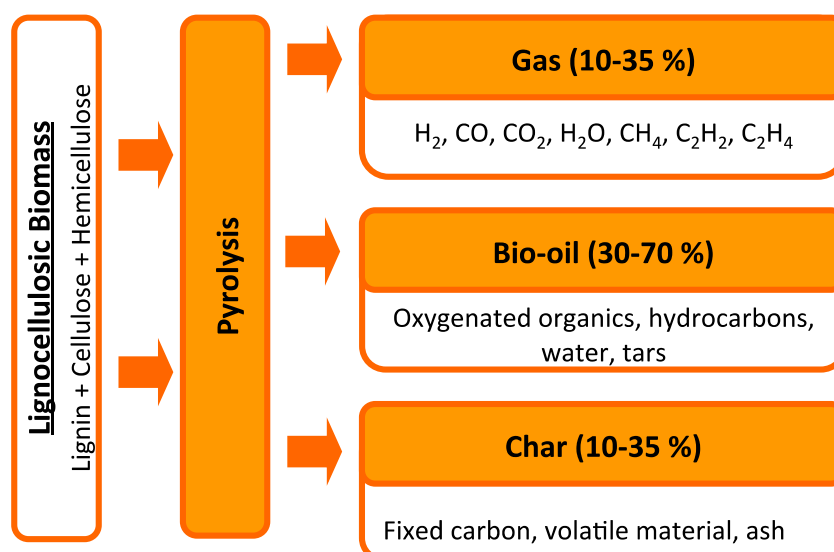 Lignocellulosic Biomass
Lignin + Cellulose + Hemicellulose
Pyrolysis
Gas (10-35 %)
H₂, CO, CO₂, H₂O, CH₄, C₂H₂, C₂H₄
Bio-oil (30-70 %)
Oxygenated organics, hydrocarbons,
water, tars
Char (10-35 %)
Fixed carbon, volatile material, ash